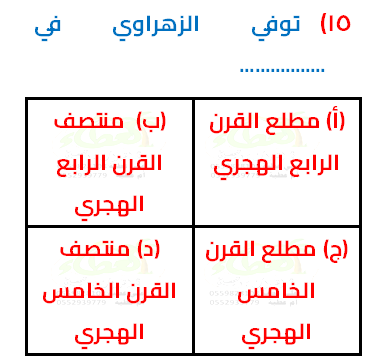 ١٥) توفي الزهراوي في
.................
(أ) مطلع القرن
الرابع الهجري
(ب) منتصف
القرن الرابع
الهجري
(ج) مطلع القرن
الخامس
الهجري
(د) منتصف
القرن الخامس
الهجري